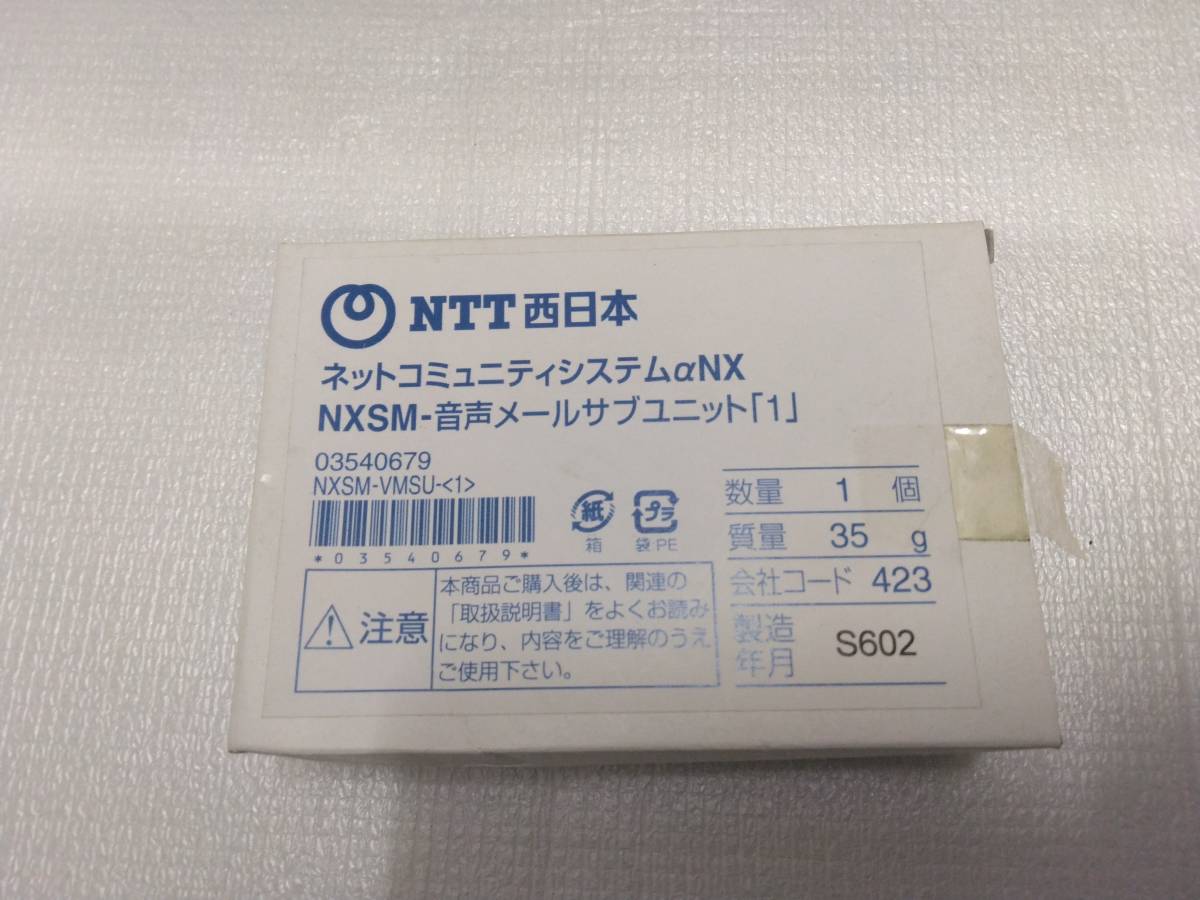 NTT西日本
ネットコミュニティシステムαNX
NXSM-音声メールサブユニット「1」
03540679
NXSM-VMSU-<1>
*03540679*
紙
箱
プラ
袋:PE
注意
本商品ご購入後は、関連の
「取扱説明書」をよくお読み
になり、内容をご理解のうえ
ご使用下さい。
数量 1 個
質量 35 g
会社コード 423
製造
年月 S602